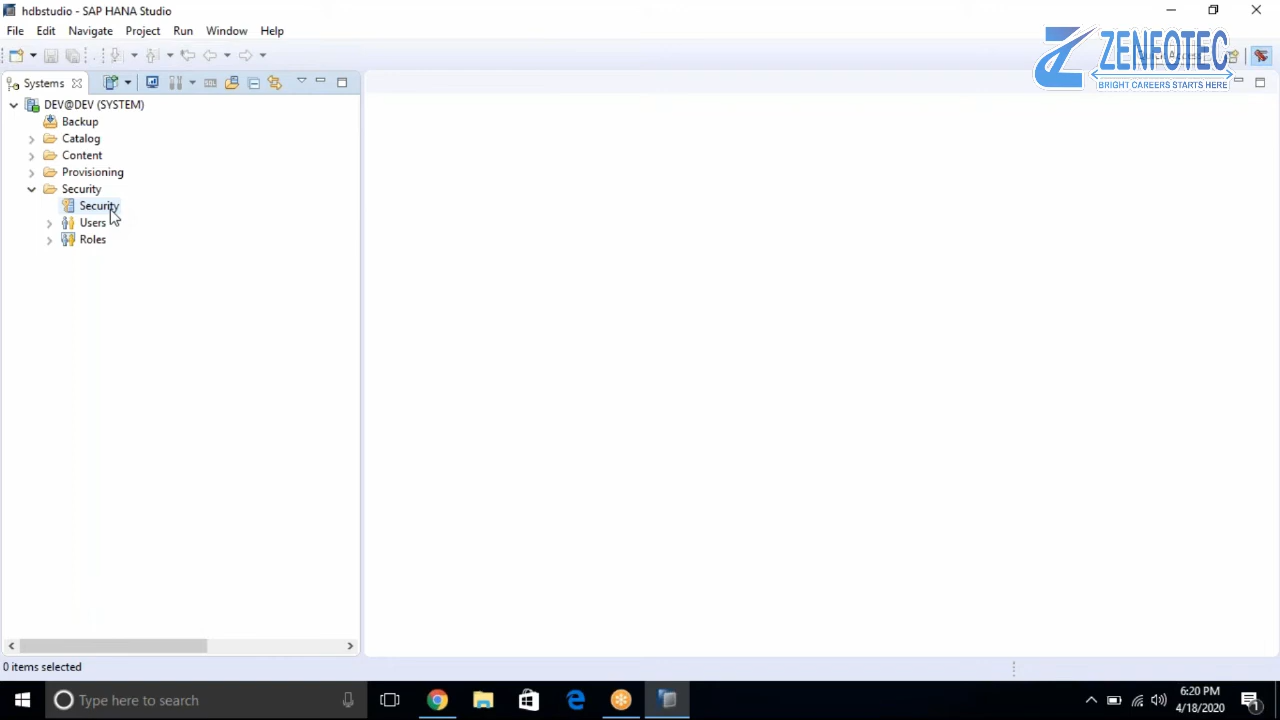 hdbstudio - SAP HANA Studio
File Edit Navigate Project Run Window Help
ZENFOTEC
BRIGHT CAREERS STARTS HERE
Systems
DEV@DEV (SYSTEM)
Backup
Catalog
Content
Provisioning
Security
Security
Users
Roles
0 items selected
Type here to search
6:20 PM
4/18/2020
1